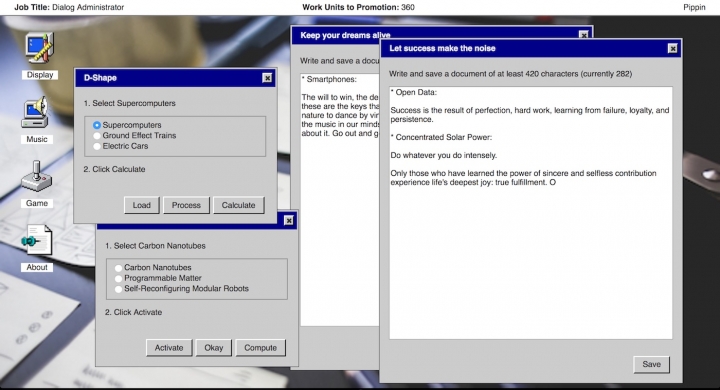 Job Title: Dialog Administrator
Work Units to Promotion: 360
Pippin
Display
Music
Game
About
D-Shape
1. Select Supercomputers
Supercomputers
Ground Effect Trains
Electric Cars
2. Click Calculate
Load
Process
Calculate
1. Select Carbon Nanotubes
Carbon Nanotubes
Programmable Matter
Self-Reconfiguring Modular Robots
2. Click Activate
Activate
Okay
Compute
Keep your dreams alive
Write and save a docu
* Smartphones:
The will to win, the de
these are the keys tha
nature to dance by vir
the music in our mind
about it. Go out and g
Let success make the noise
Write and save a document of at least 420 characters (currently 282)
* Open Data:
Success is the result of perfection, hard work, learning from failure, loyalty, and
persistence.
* Concentrated Solar Power:
Do whatever you do intensely.
Only those who have learned the power of sincere and selfless contribution
experience life's deepest joy: true fulfillment. O
Save